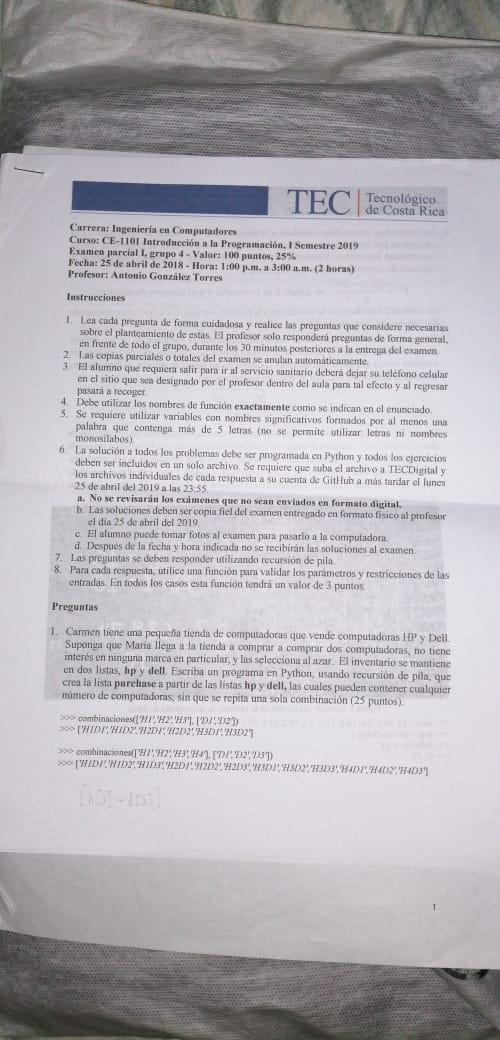 TEC | Tecnológico
de Costa Rica
Carrera: Ingeniería en Computadores
Curso: CE-1101 Introducción a la Programación, I Semestre 2019
Examen parcial I, grupo 4 - Valor: 100 puntos, 25%
Fecha: 25 de abril de 2018 - Hora: 1:00 p.m. a 3:00 a.m. (2 horas)
Profesor: Antonio González Torres
Instrucciones
1. Lea cada pregunta de forma cuidadosa y realice las preguntas que considere necesarias
sobre el planteamiento de estas. El profesor solo responderá preguntas de forma general,
en frente de todo el grupo, durante los 30 minutos posteriores a la entrega del examen.
2. Las copias parciales o totales del examen se anulan automáticamente.
3. El alumno que requiera salir para ir al servicio sanitario deberá dejar su teléfono celular
en el sitio que sea designado por el profesor dentro del aula para tal efecto y al regresar
pasará a recoger.
4. Debe utilizar los nombres de función exactamente como se indican en el enunciado.
5. Se requiere utilizar variables con nombres significativos formados por al menos una
palabra que contenga más de 5 letras (no se permite utilizar letras ni nombres
monosílabos).
6. La solución a todos los problemas debe ser programada en Python y todos los ejercicios
deben ser incluidos en un solo archivo. Se requiere que suba el archivo a TECDigital y
los archivos individuales de cada respuesta a su cuenta de GitHub a más tardar el lunes
25 de abril del 2019 a las 23:55.
a. No se revisarán los exámenes que no sean enviados en formato digital.
b. Las soluciones deben ser copia fiel del examen entregado en formato físico al profesor
el día 25 de abril del 2019.
c. El alumno puede tomar fotos al examen para pasarlo a la computadora.
d. Después de la fecha y hora indicada no se recibirán las soluciones al examen.
7. Las preguntas se deben responder utilizando recursión de pila.
8. Para cada respuesta, utilice una función para validar los parámetros y restricciones de las
entradas. En todos los casos esta función tendrá un valor de 3 puntos.
Preguntas
1. Carmen tiene una pequeña tienda de computadoras que vende computadoras HP y Dell.
Suponga que María llega a la tienda a comprar a comprar dos computadoras, no tiene
interés en ninguna marca en particular, y las selecciona al azar. El inventario se mantiene
en dos listas, hp y dell. Escriba un programa en Python, usando recursión de pila, que
crea la lista purchase a partir de las listas hp y dell, las cuales pueden contener cualquier
número de computadoras, sin que se repita una sola combinación (25 puntos).
>>> combinaciones(['H1','H2','H3'], ['D1','D2'])
>>> ['H1D1','H1D2','H2D1','H2D2','H3D1','H3D2']
>>> combinaciones(['H1','H2','H3','H4'], ['D1','D2','D3'])
>>> ['H1D1','H1D2','H1D3','H2D1','H2D2','H2D3','H3D1','H3D2','H3D3','H4D1','H4D2','H4D3']
[h[0] + d[0]]
1